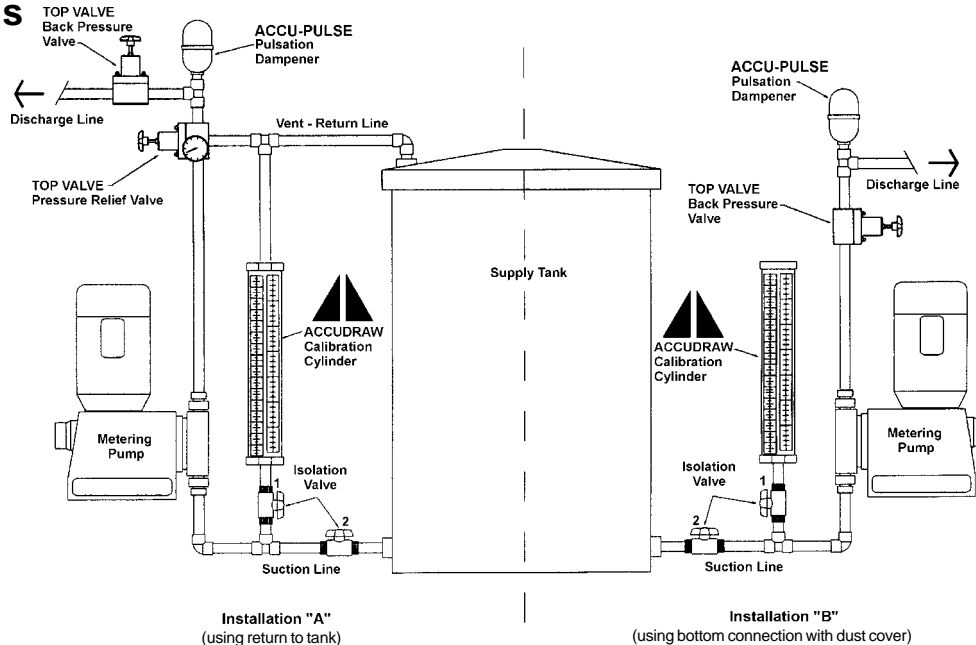 S
TOP VALVE
Back Pressure
Valve
ACCU-PULSE
Pulsation
Dampener
Discharge Line
Vent - Return Line
TOP VALVE
Pressure Relief Valve
ACCU-PULSE
Pulsation
Dampener
Discharge Line
TOP VALVE
Back Pressure
Valve
Supply Tank
ACCUDRAW
Calibration
Cylinder
ACCUDRAW
Calibration
Cylinder
Metering
Pump
Isolation
Valve
1
2
Suction Line
Metering
Pump
Isolation
Valve
1
2
Suction Line
Installation "A"
(using return to tank)
Installation "B"
(using bottom connection with dust cover)